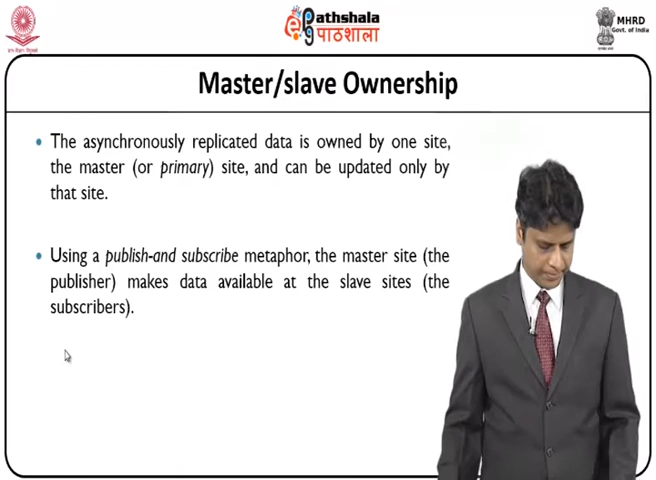 Pathshala
पाठशाला
MHRD
Govt. of India
Master/slave Ownership
The asynchronously replicated data is owned by one site,
the master (or primary) site, and can be updated only by
that site.
Using a publish-and subscribe metaphor, the master site (the
publisher) makes data available at the slave sites (the
subscribers).